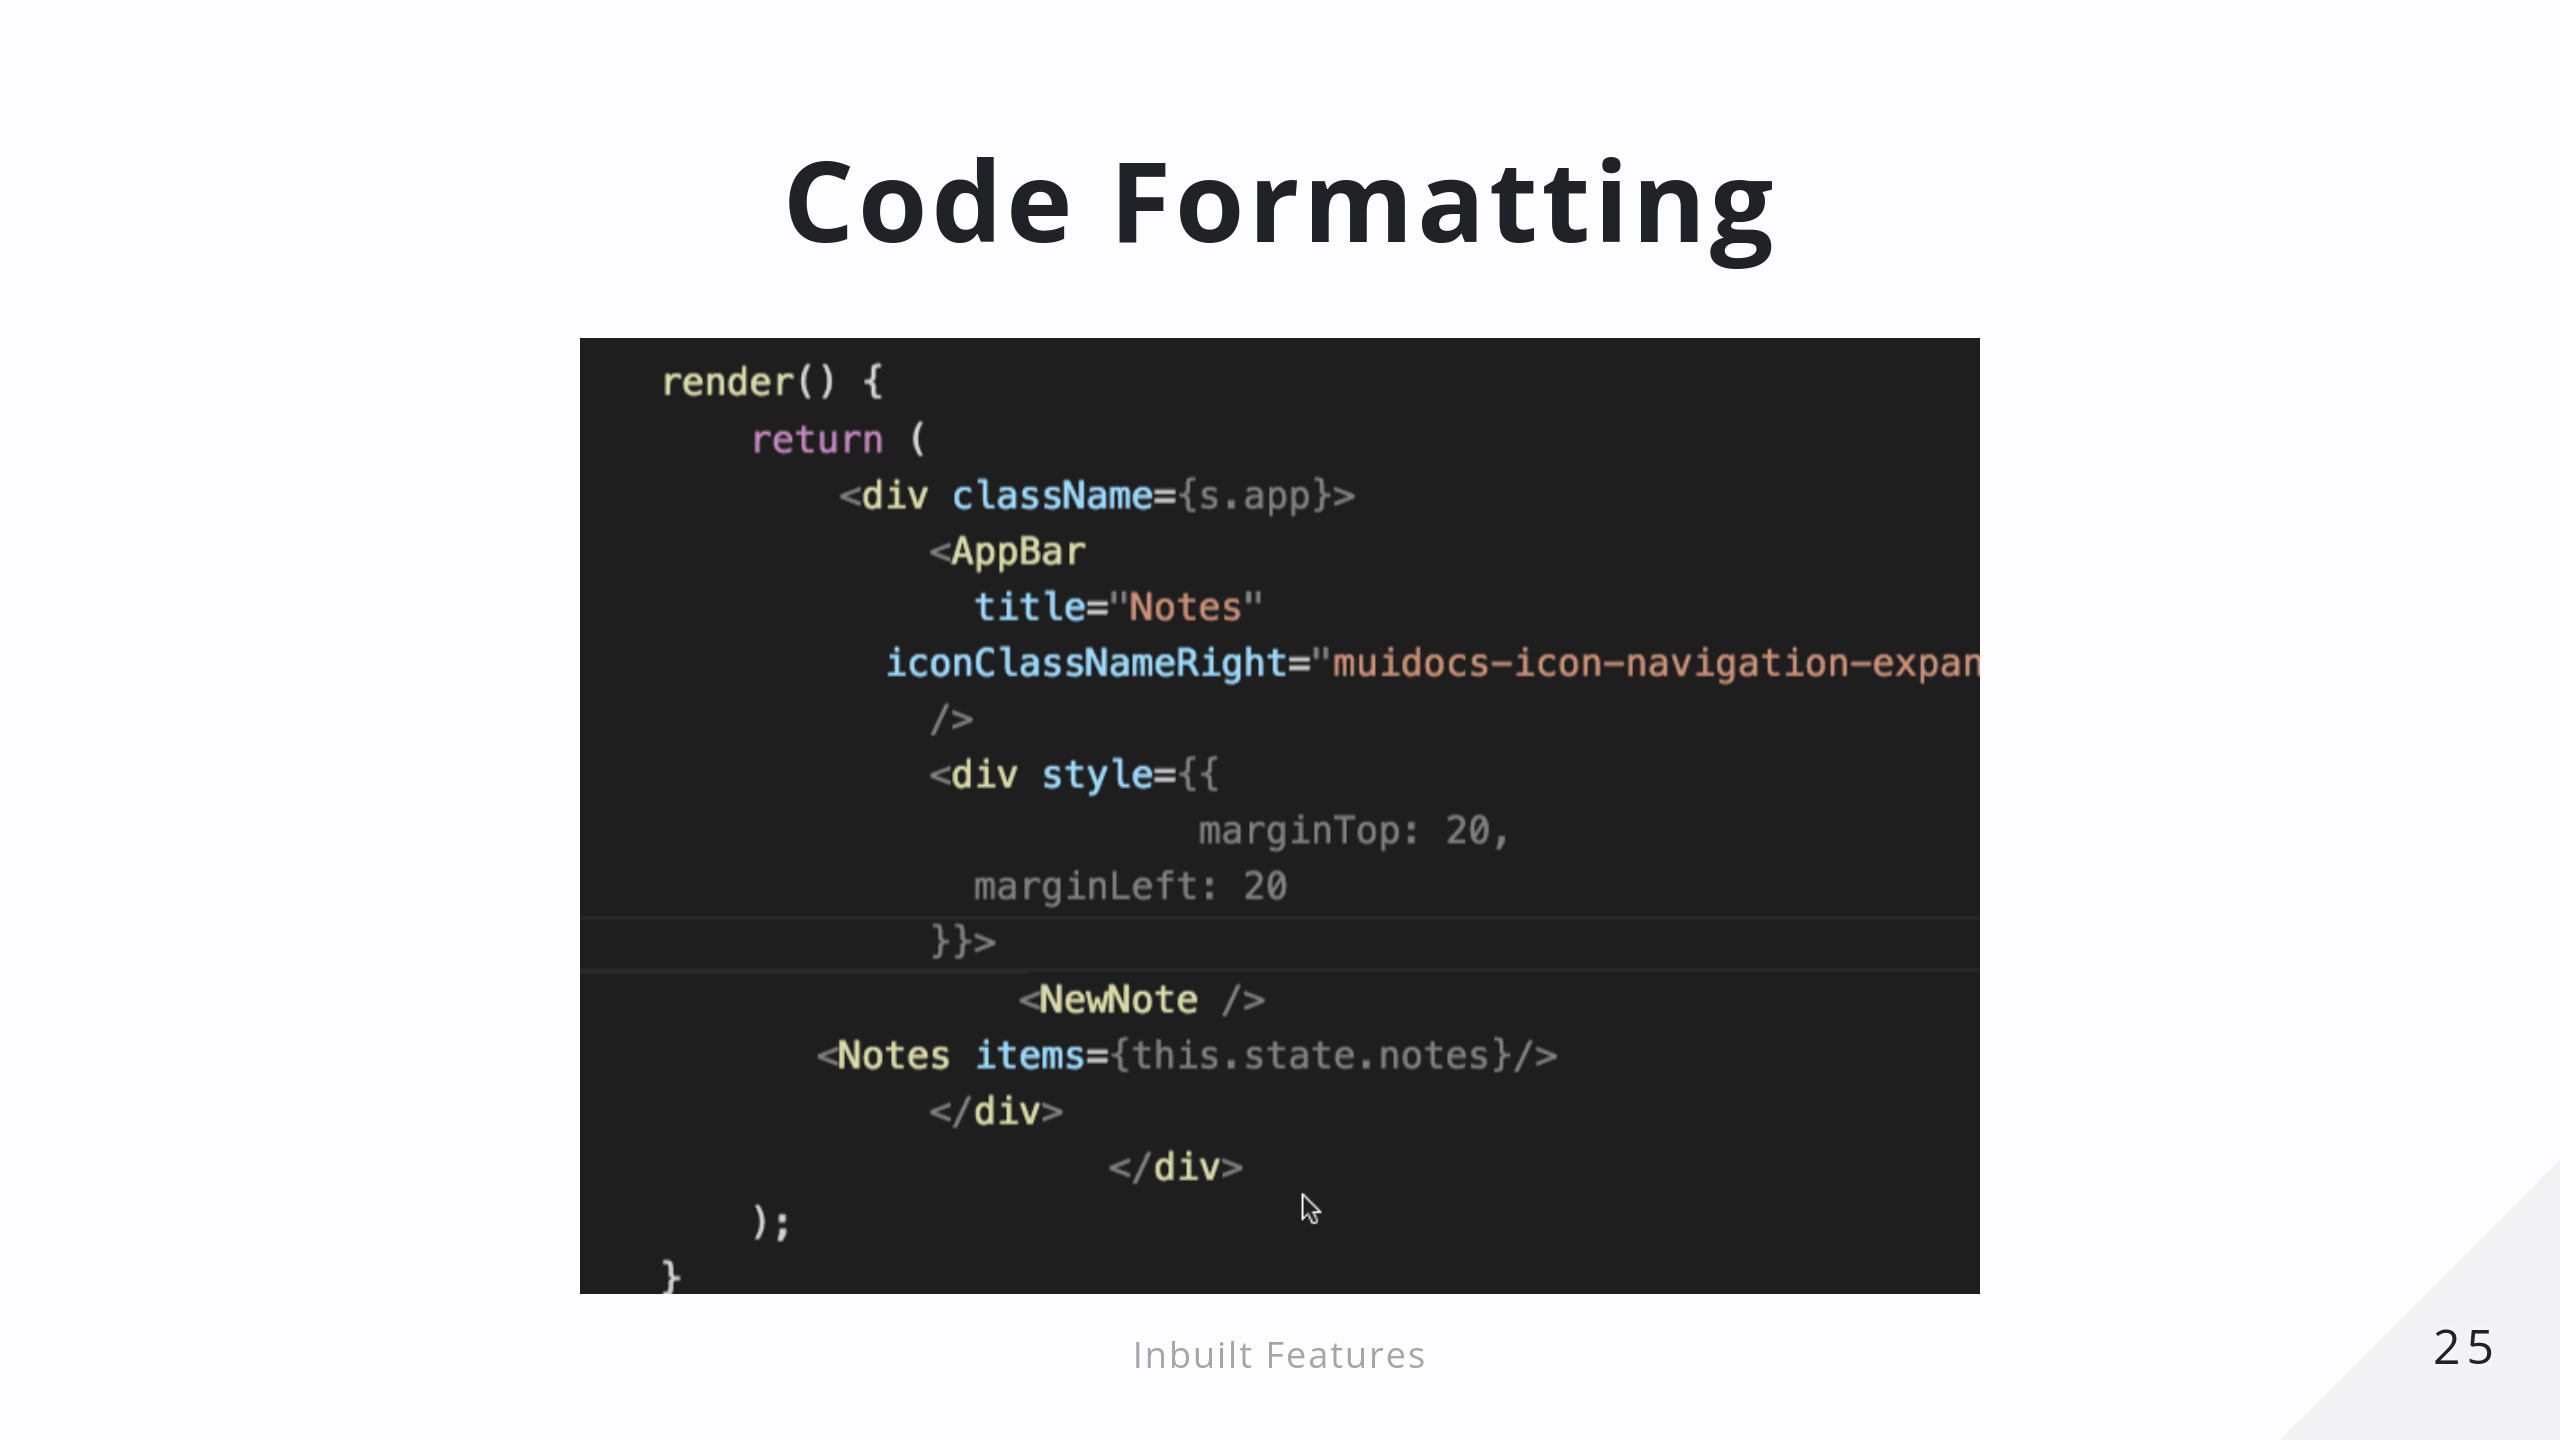 Code Formatting
render() {
return (
<div className={s.app}>
<AppBar
title="Notes"
iconClassNameRight="muidocs-icon-navigation-expan
/>
<div style={{
marginTop: 20,
marginLeft: 20
}}>
<NewNote />
<Notes items={this.state.notes}/>
</div>
</div>
);
}
Inbuilt Features
25